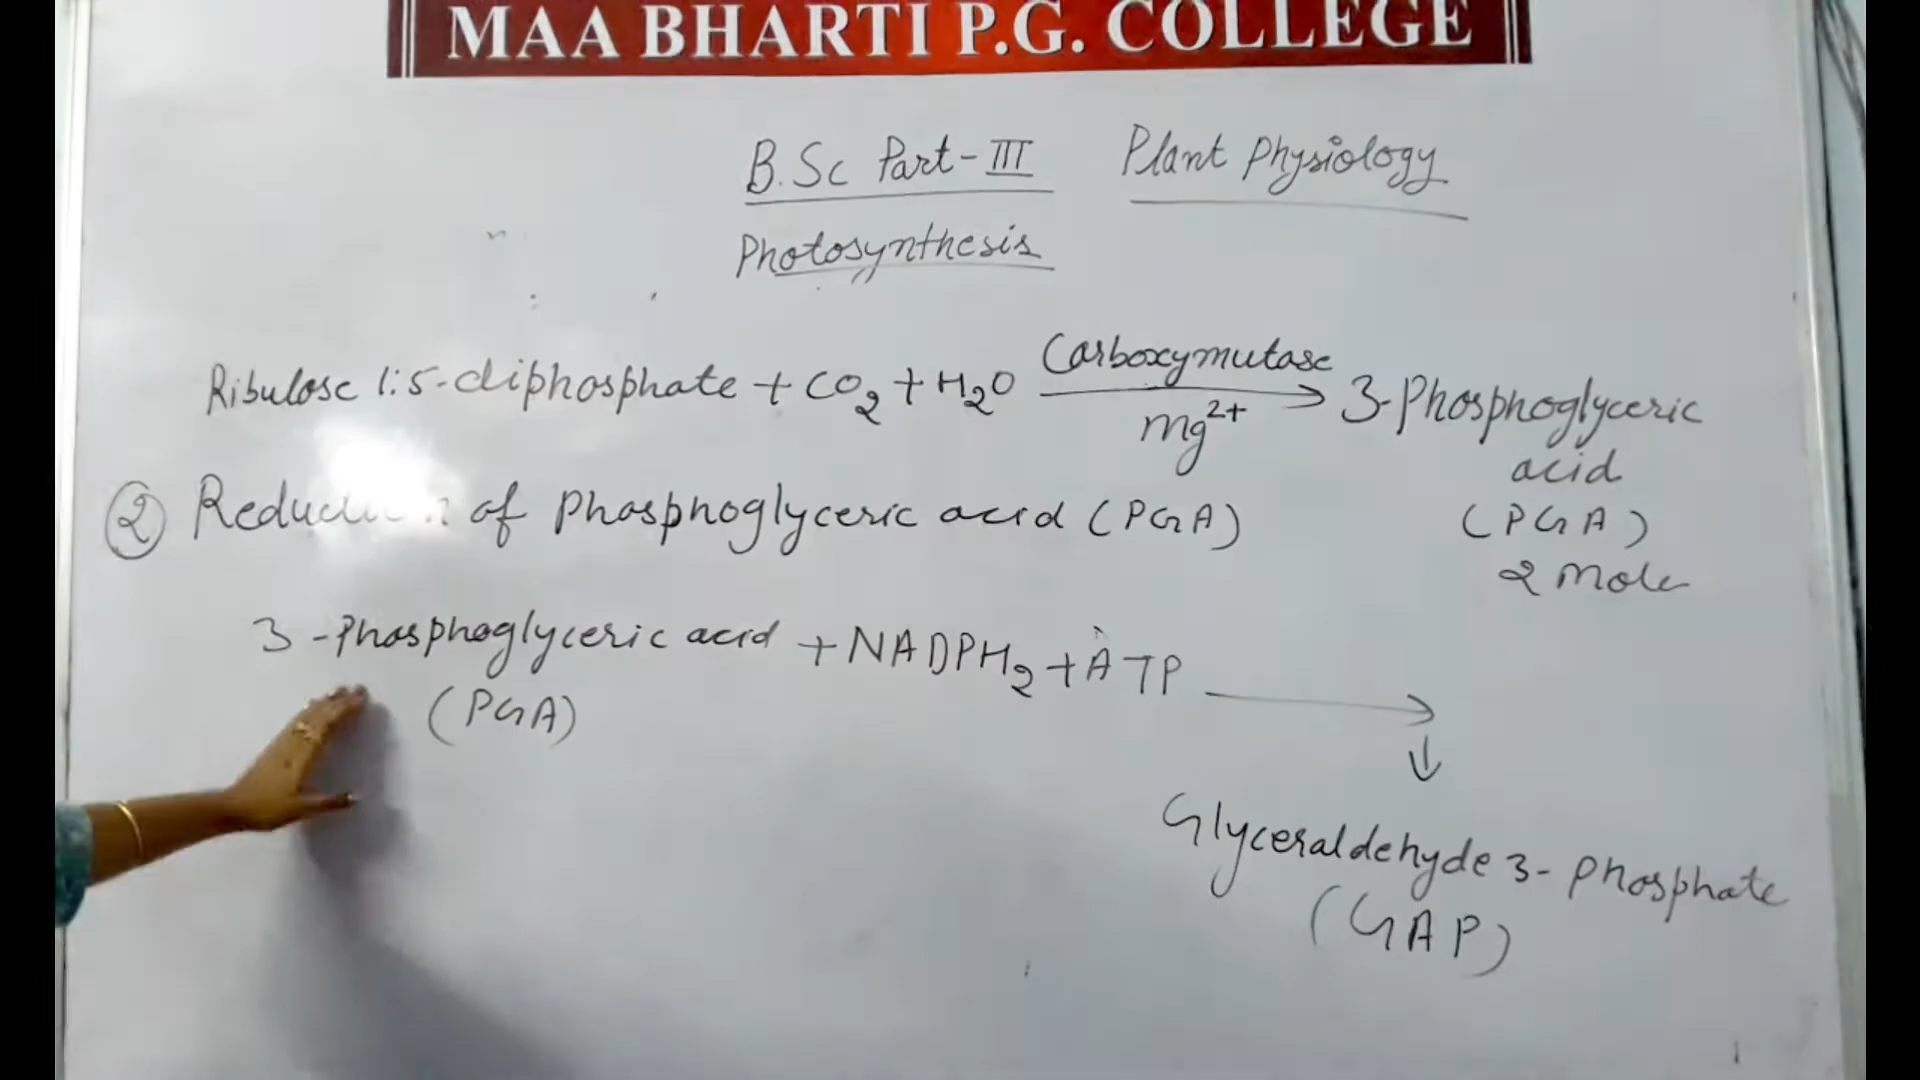 MAA BHARTI P.G. COLLEGE
B.Sc Part-III Plant Physiology
Photosynthesis
Ribulose 1:5-diphosphate + CO2 + H2O Carboxymutase Mg2+ → 3-Phosphoglyceric
acid
(PGA)
2 Mole
② Reduction of Phosphoglyceric acid (PGA)
3-Phosphoglyceric acid + NADPH2 + ATP →
(PGA)
↓
Glyceraldehyde 3-Phosphate
(GAP)